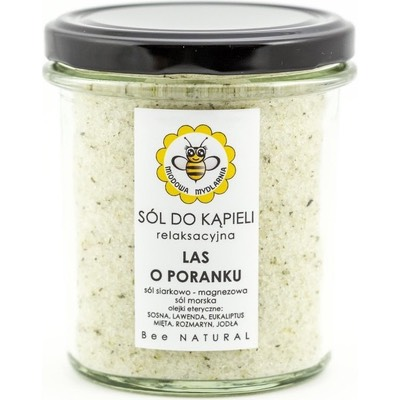 MIODOWA MYDLARNIA
SÓL DO KĄPIELI
relaksacyjna
LAS
O PORANKU
sól siarkowo - magnezowa
sól morska
olejki eteryczne:
SOSNA, LAWENDA, EUKALIPTUS
MIĘTA, ROZMARYN, JODŁA
Bee NATURAL